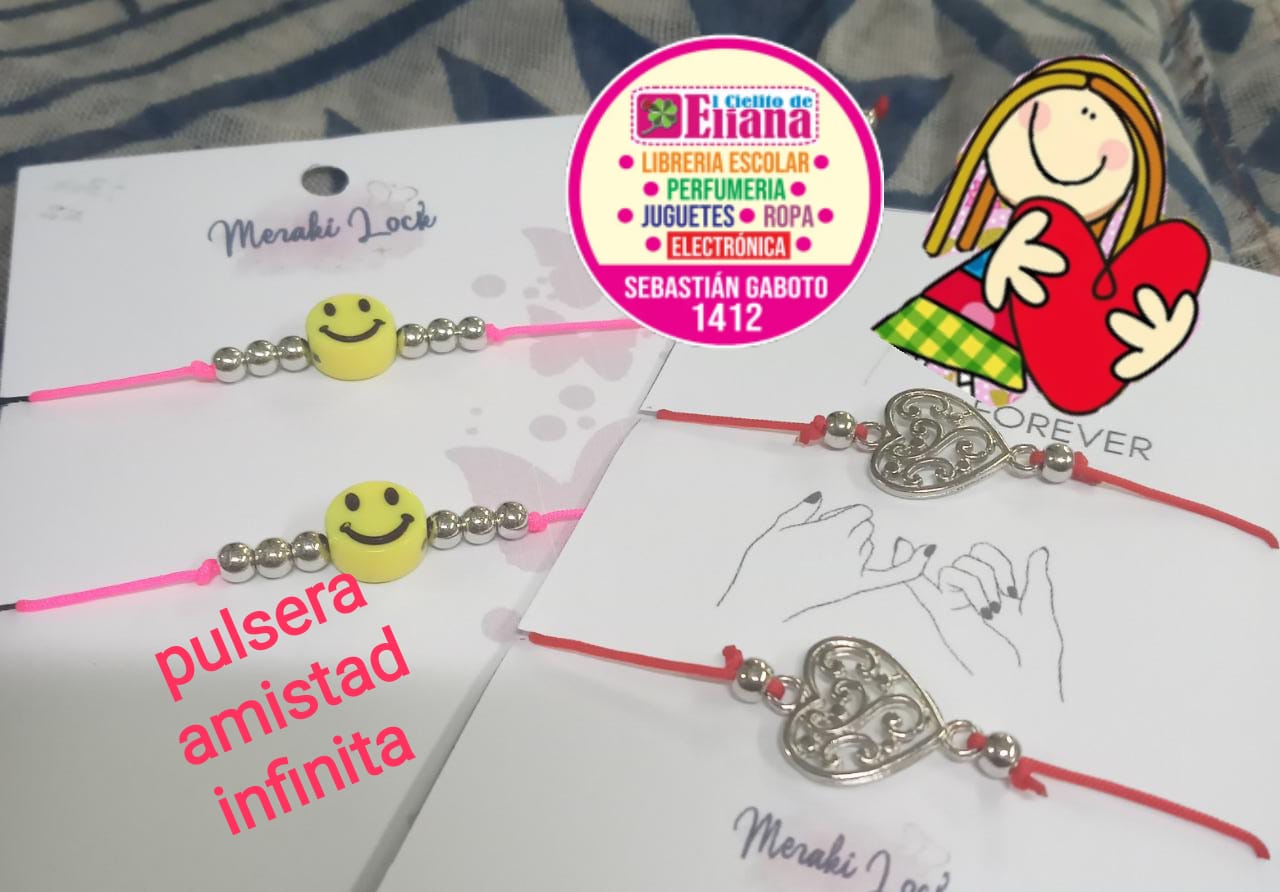 Meraki Lock
El Cielito de
Eliana
LIBRERIA ESCOLAR
PERFUMERIA
JUGUETES • ROPA
ELECTRÓNICA
SEBASTIÁN GABOTO
1412
FOREVER
pulsera
amistad
infinita
Meraki Lock